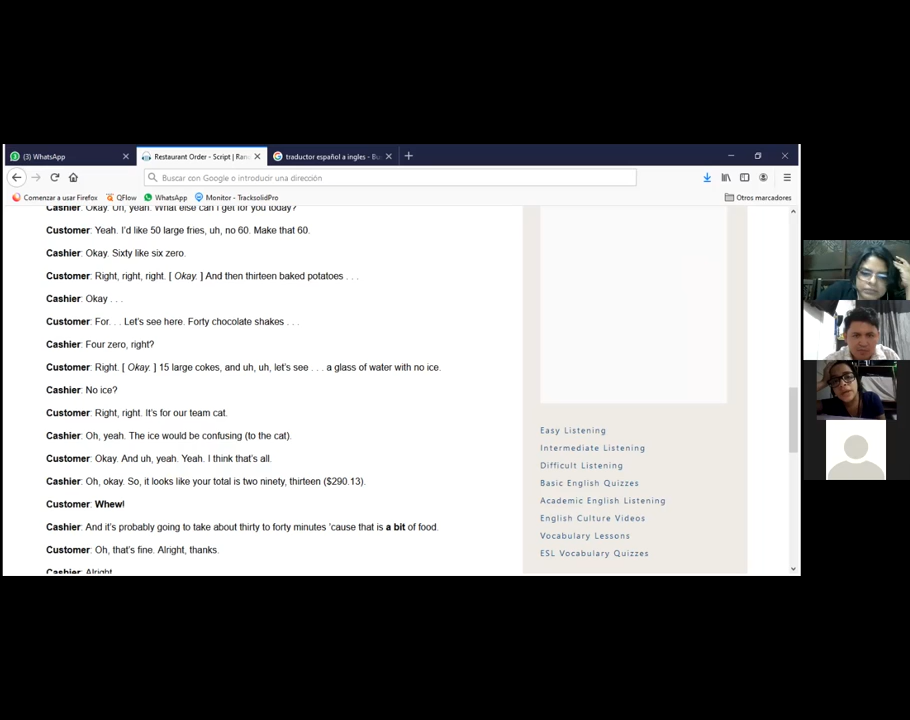 (3) WhatsApp
Restaurant Order - Script | Ran
traductor español a ingles - Bu
Buscar con Google o introducir una dirección
Comenzar a usar Firefox QFlow WhatsApp Monitor - TracksolidPro Otros marcadores
Cashier: Okay. Uh, yeah. What else can I get for you today?
Customer: Yeah. I'd like 50 large fries, uh, no 60. Make that 60.
Cashier: Okay. Sixty like six zero.
Customer: Right, right, right. [ Okay. ] And then thirteen baked potatoes . . .
Cashier: Okay . . .
Customer: For. . . Let's see here. Forty chocolate shakes . . .
Cashier: Four zero, right?
Customer: Right. [ Okay. ] 15 large cokes, and uh, uh, let's see . . . a glass of water with no ice.
Cashier: No ice?
Customer: Right, right. It's for our team cat.
Cashier: Oh, yeah. The ice would be confusing (to the cat).
Customer: Okay. And uh, yeah. Yeah. I think that's all.
Cashier: Oh, okay. So, it looks like your total is two ninety, thirteen ($290.13).
Customer: Whew!
Cashier: And it's probably going to take about thirty to forty minutes 'cause that is a bit of food.
Customer: Oh, that's fine. Alright, thanks.
Cashier: Alright.
Easy Listening
Intermediate Listening
Difficult Listening
Basic English Quizzes
Academic English Listening
English Culture Videos
Vocabulary Lessons
ESL Vocabulary Quizzes